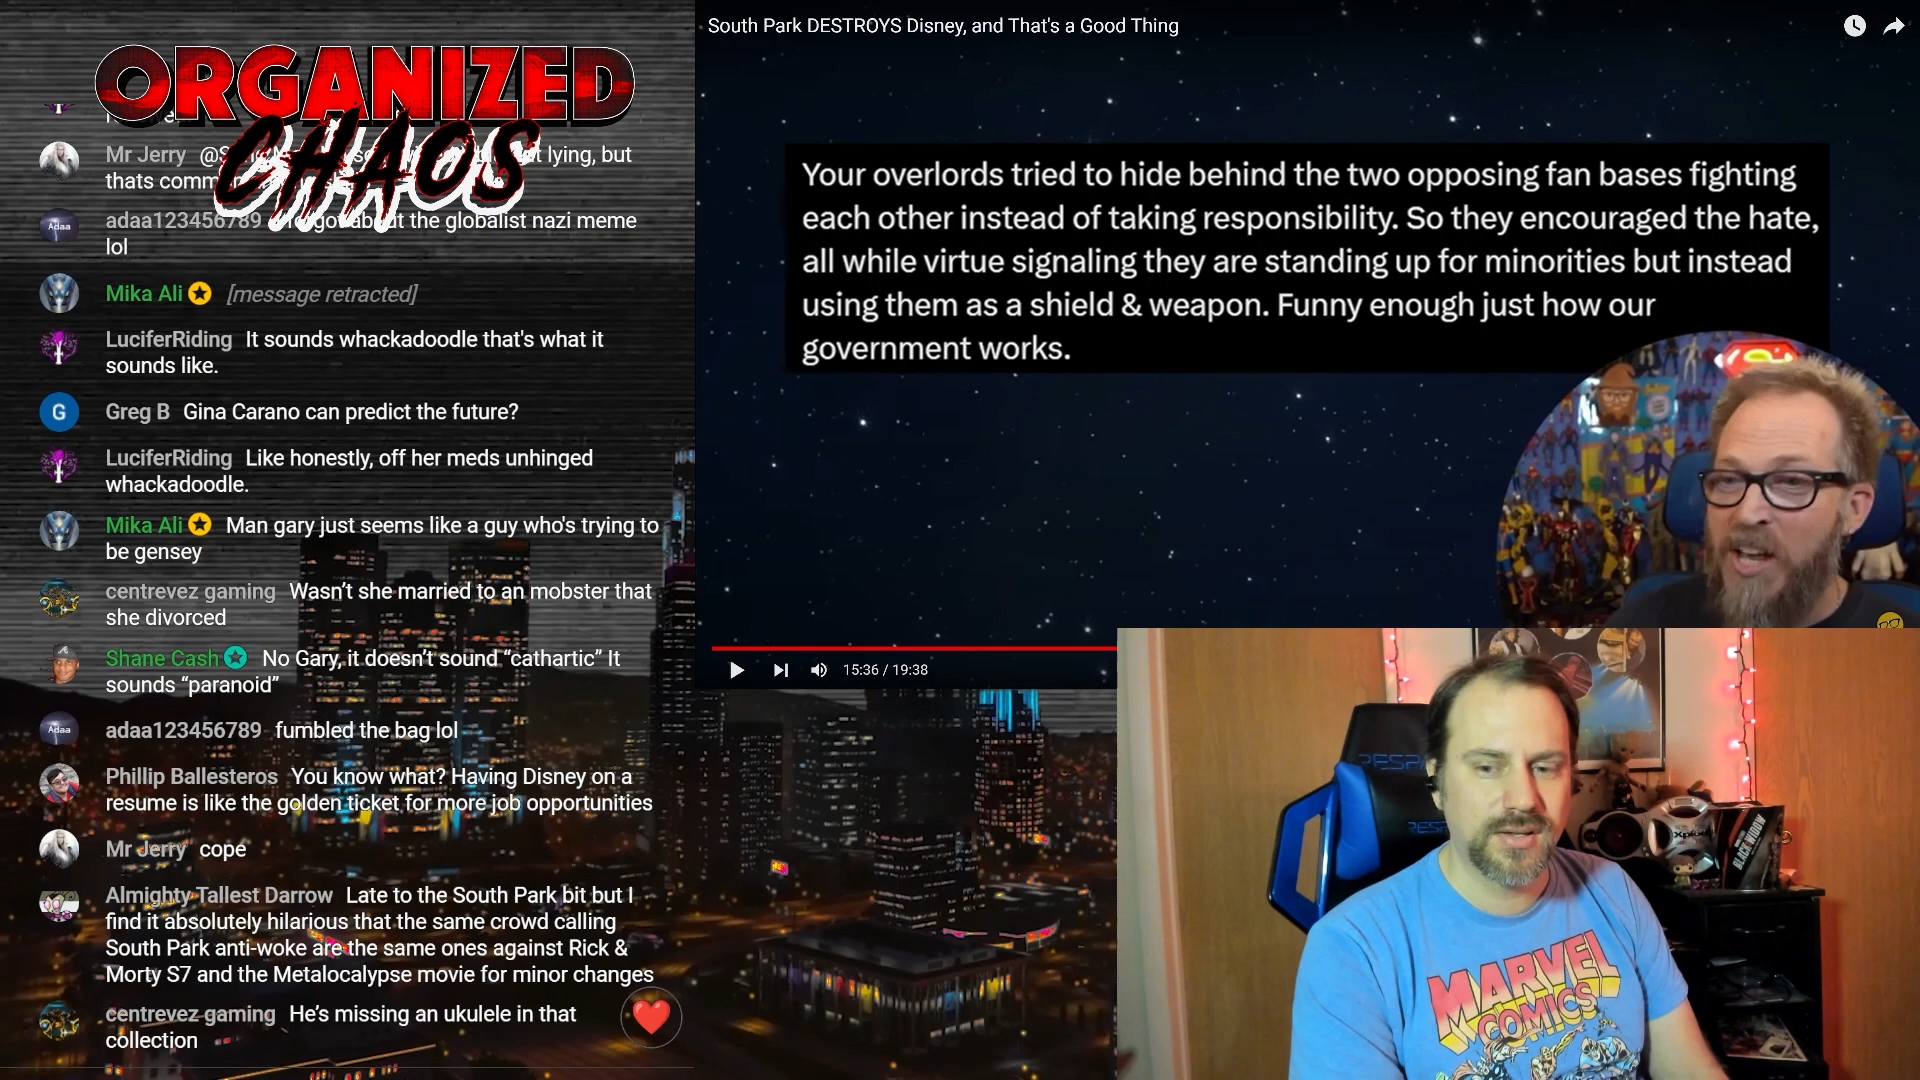 South Park DESTROYS Disney, and That's a Good Thing
ORGANIZED
CHAOS
Mr Jerry lying, but
thats
adaa123456789 the globalist nazi meme
lol
Mika Ali [message retracted]
LuciferRiding It sounds whackadoodle that's what it
sounds like.
G Greg B Gina Carano can predict the future?
LuciferRiding Like honestly, off her meds unhinged
whackadoodle.
Mika Ali Man gary just seems like a guy who's trying to
be gensey
centrevez gaming Wasn't she married to an mobster that
she divorced
Shane Cash No Gary, it doesn't sound “cathartic” It
sounds “paranoid”
Adaa adaa123456789 fumbled the bag lol
Phillip Ballesteros You know what? Having Disney on a
resume is like the golden ticket for more job opportunities
Mr Jerry cope
Almighty Tallest Darrow Late to the South Park bit but I
find it absolutely hilarious that the same crowd calling
South Park anti-woke are the same ones against Rick &
Morty S7 and the Metalocalypse movie for minor changes
centrevez gaming He's missing an ukulele in that
collection
Your overlords tried to hide behind the two opposing fan bases fighting
each other instead of taking responsibility. So they encouraged the hate,
all while virtue signaling they are standing up for minorities but instead
using them as a shield & weapon. Funny enough just how our
government works.
15:36 / 19:38
BLACK WIDOW
MARVEL
COMICS